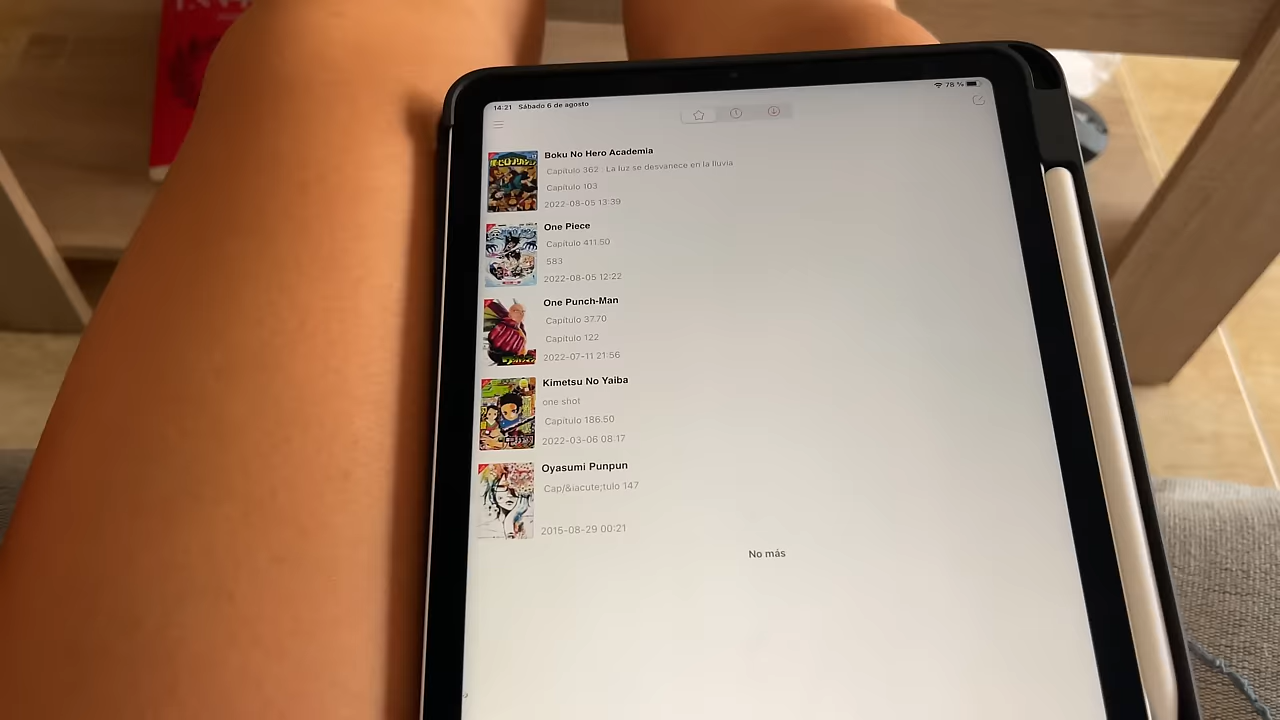 14:21 Sábado 6 de agosto
78 %
Boku No Hero Academia
Capítulo 362 : La luz se desvanece en la lluvia
Capítulo 103
2022-08-05 13:39
One Piece
Capítulo 411.50
583
2022-08-05 12:22
One Punch-Man
Capítulo 37.70
Capítulo 122
2022-07-11 21:56
Kimetsu No Yaiba
one shot
Capítulo 186.50
2022-03-06 08:17
Oyasumi Punpun
Cap/&iacute;tulo 147
2015-08-29 00:21
No más